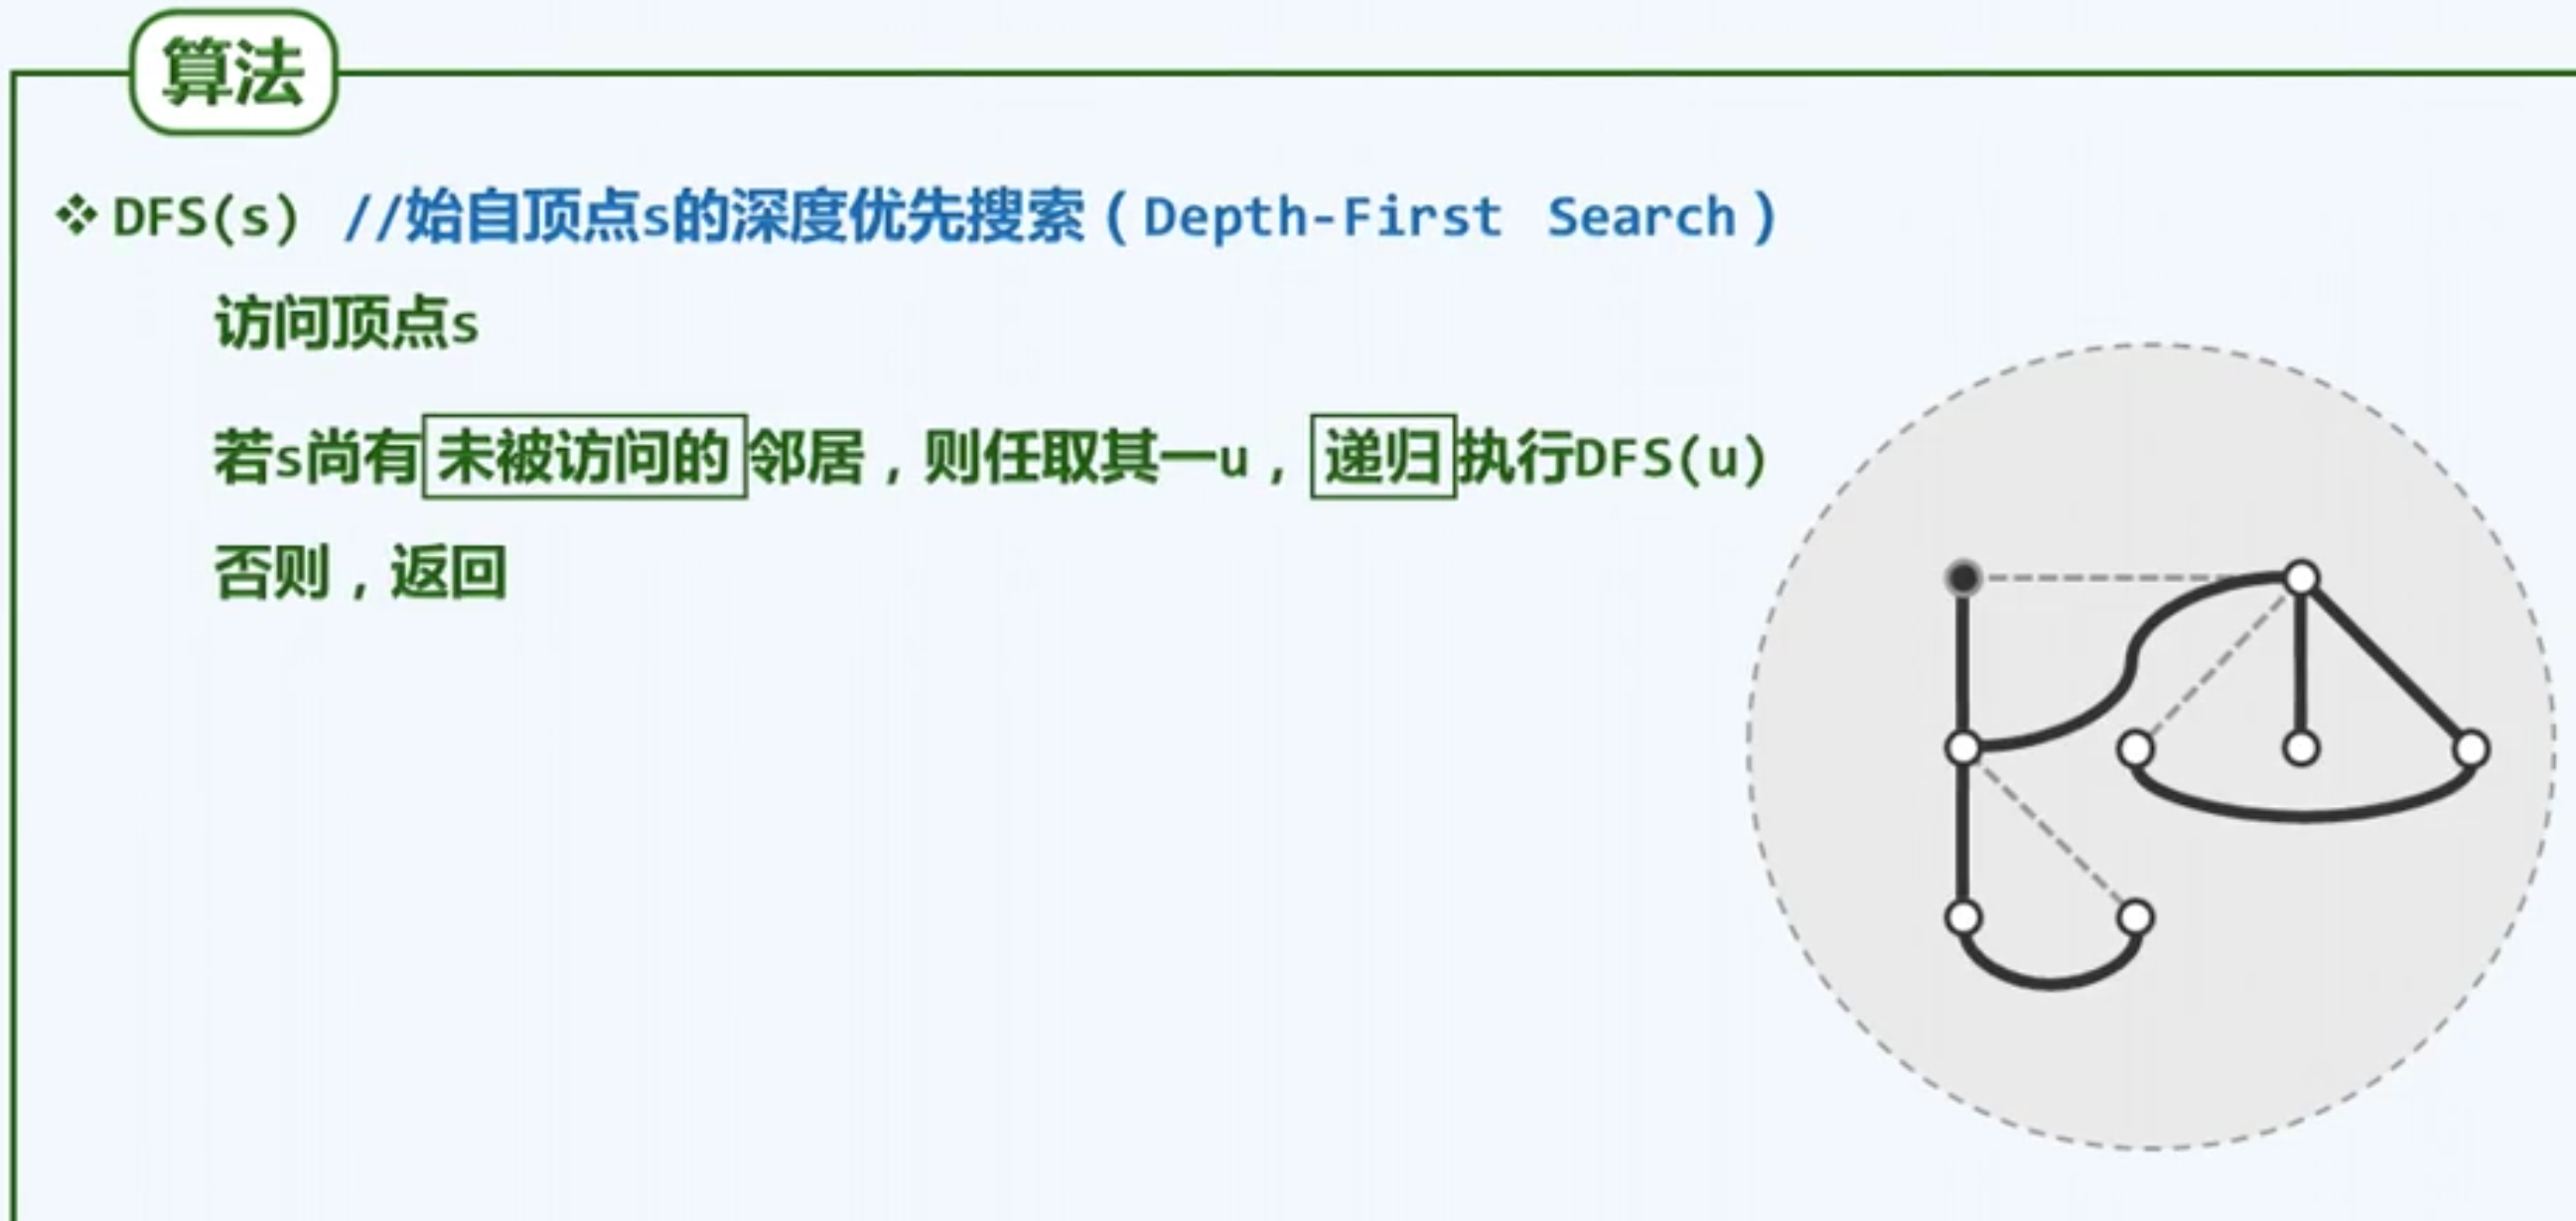 算法
❖DFS(s) //始自顶点s的深度优先搜索(Depth-First Search)
访问顶点s
若s尚有未被访问的邻居,则任取其一u,递归执行DFS(u)
否则,返回